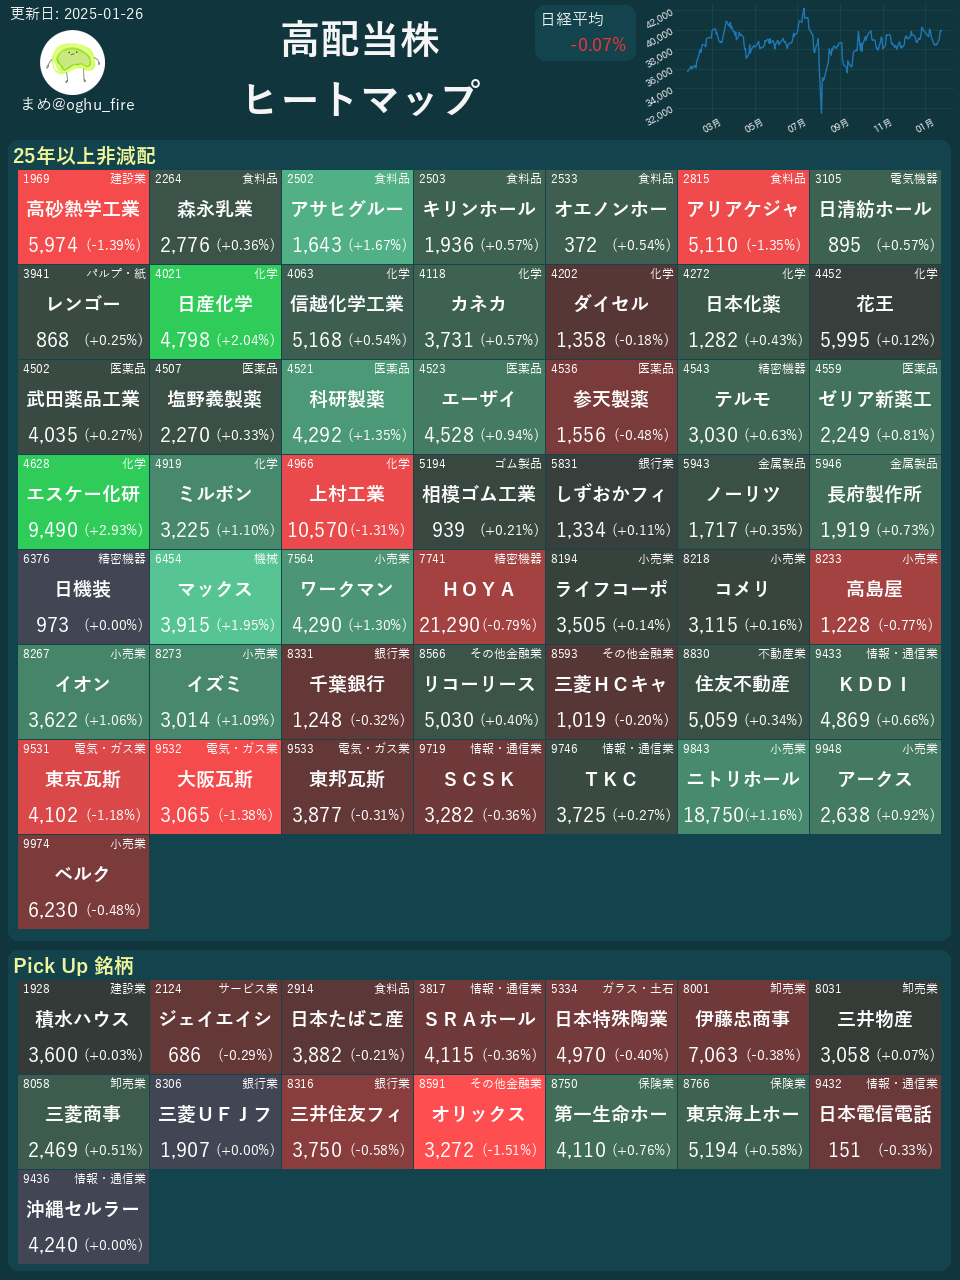 更新日: 2025-01-26
まめ@oghu_fire
高配当株
ヒートマップ
日経平均
-0.07%
42,000
40,000
38,000
36,000
34,000
32,000
03月 05月 07月 09月 11月 01月
25年以上非減配
1969 建設業 2264 食料品 2502 食料品 2503 食料品 2533 食料品 2815 食料品 3105 電気機器
高砂熱学工業 森永乳業 アサヒグルー キリンホール オエノンホー アリアケジャ 日清紡ホール
5,974 (-1.39%) 2,776 (+0.36%) 1,643 (+1.67%) 1,936 (+0.57%) 372 (+0.54%) 5,110 (-1.35%) 895 (+0.57%)
3941 パルプ・紙 4021 化学 4063 化学 4118 化学 4202 化学 4272 化学 4452 化学
レンゴー 日産化学 信越化学工業 カネカ ダイセル 日本化薬 花王
868 (+0.25%) 4,798 (+2.04%) 5,168 (+0.54%) 3,731 (+0.57%) 1,358 (-0.18%) 1,282 (+0.43%) 5,995 (+0.12%)
4502 医薬品 4507 医薬品 4521 医薬品 4523 医薬品 4536 医薬品 4543 精密機器 4559 医薬品
武田薬品工業 塩野義製薬 科研製薬 エーザイ 参天製薬 テルモ ゼリア新薬工
4,035 (+0.27%) 2,270 (+0.33%) 4,292 (+1.35%) 4,528 (+0.94%) 1,556 (-0.48%) 3,030 (+0.63%) 2,249 (+0.81%)
4628 化学 4919 化学 4966 化学 5194 ゴム製品 5831 銀行業 5943 金属製品 5946 金属製品
エスケー化研 ミルボン 上村工業 相模ゴム工業 しずおかフィ ノーリツ 長府製作所
9,490 (+2.93%) 3,225 (+1.10%) 10,570 (-1.31%) 939 (+0.21%) 1,334 (+0.11%) 1,717 (+0.35%) 1,919 (+0.73%)
6376 精密機器 6454 機械 7564 小売業 7741 精密機器 8194 小売業 8218 小売業 8233 小売業
日機装 マックス ワークマン ＨＯＹＡ ライフコーポ コメリ 高島屋
973 (+0.00%) 3,915 (+1.95%) 4,290 (+1.30%) 21,290 (-0.79%) 3,505 (+0.14%) 3,115 (+0.16%) 1,228 (-0.77%)
8267 小売業 8273 小売業 8331 銀行業 8566 その他金融業 8593 その他金融業 8830 不動産業 9433 情報・通信業
イオン イズミ 千葉銀行 リコーリース 三菱ＨＣキャ 住友不動産 ＫＤＤＩ
3,622 (+1.06%) 3,014 (+1.09%) 1,248 (-0.32%) 5,030 (+0.40%) 1,019 (-0.20%) 5,059 (+0.34%) 4,869 (+0.66%)
9531 電気・ガス業 9532 電気・ガス業 9533 電気・ガス業 9719 情報・通信業 9746 情報・通信業 9843 小売業 9948 小売業
東京瓦斯 大阪瓦斯 東邦瓦斯 ＳＣＳＫ ＴＫＣ ニトリホール アークス
4,102 (-1.18%) 3,065 (-1.38%) 3,877 (-0.31%) 3,282 (-0.36%) 3,725 (+0.27%) 18,750 (+1.16%) 2,638 (+0.92%)
9974 小売業
ベルク
6,230 (-0.48%)
Pick Up 銘柄
1928 建設業 2124 サービス業 2914 食料品 3817 情報・通信業 5334 ガラス・土石 8001 卸売業 8031 卸売業
積水ハウス ジェイエイシ 日本たばこ産 ＳＲＡホール 日本特殊陶業 伊藤忠商事 三井物産
3,600 (+0.03%) 686 (-0.29%) 3,882 (-0.21%) 4,115 (-0.36%) 4,970 (-0.40%) 7,063 (-0.38%) 3,058 (+0.07%)
8058 卸売業 8306 銀行業 8316 銀行業 8591 その他金融業 8750 保険業 8766 保険業 9432 情報・通信業
三菱商事 三菱ＵＦＪフ 三井住友フィ オリックス 第一生命ホー 東京海上ホー 日本電信電話
2,469 (+0.51%) 1,907 (+0.00%) 3,750 (-0.58%) 3,272 (-1.51%) 4,110 (+0.76%) 5,194 (+0.58%) 151 (-0.33%)
9436 情報・通信業
沖縄セルラー
4,240 (+0.00%)